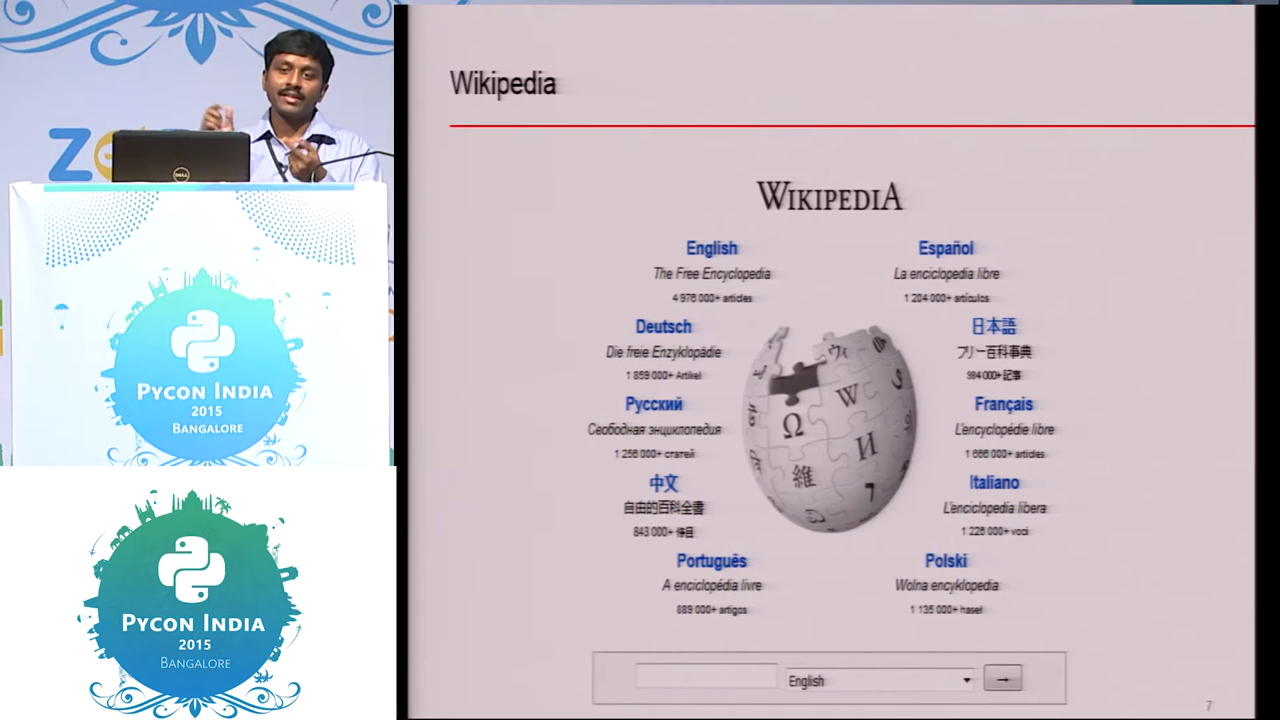 DELL
PYCON INDIA
2015
BANGALORE
PYCON INDIA
2015
BANGALORE
Wikipedia
WIKIPEDIA
English
The Free Encyclopedia
4 976 000+ articles
Español
La enciclopedia libre
1 204 000+ artículos
Deutsch
Die freie Enzyklopädie
1 859 000+ Artikel
日本語
フリー百科事典
984 000+ 記事
Русский
Свободная энциклопедия
1 256 000+ статей
Français
L'encyclopédie libre
1 666 000+ articles
中文
自由的百科全書
843 000+ 條目
Italiano
L'enciclopedia libera
1 228 000+ voci
Português
A enciclopédia livre
889 000+ artigos
Polski
Wolna encyklopedia
1 135 000+ haseł
Ω
W
И
維
English
→
7